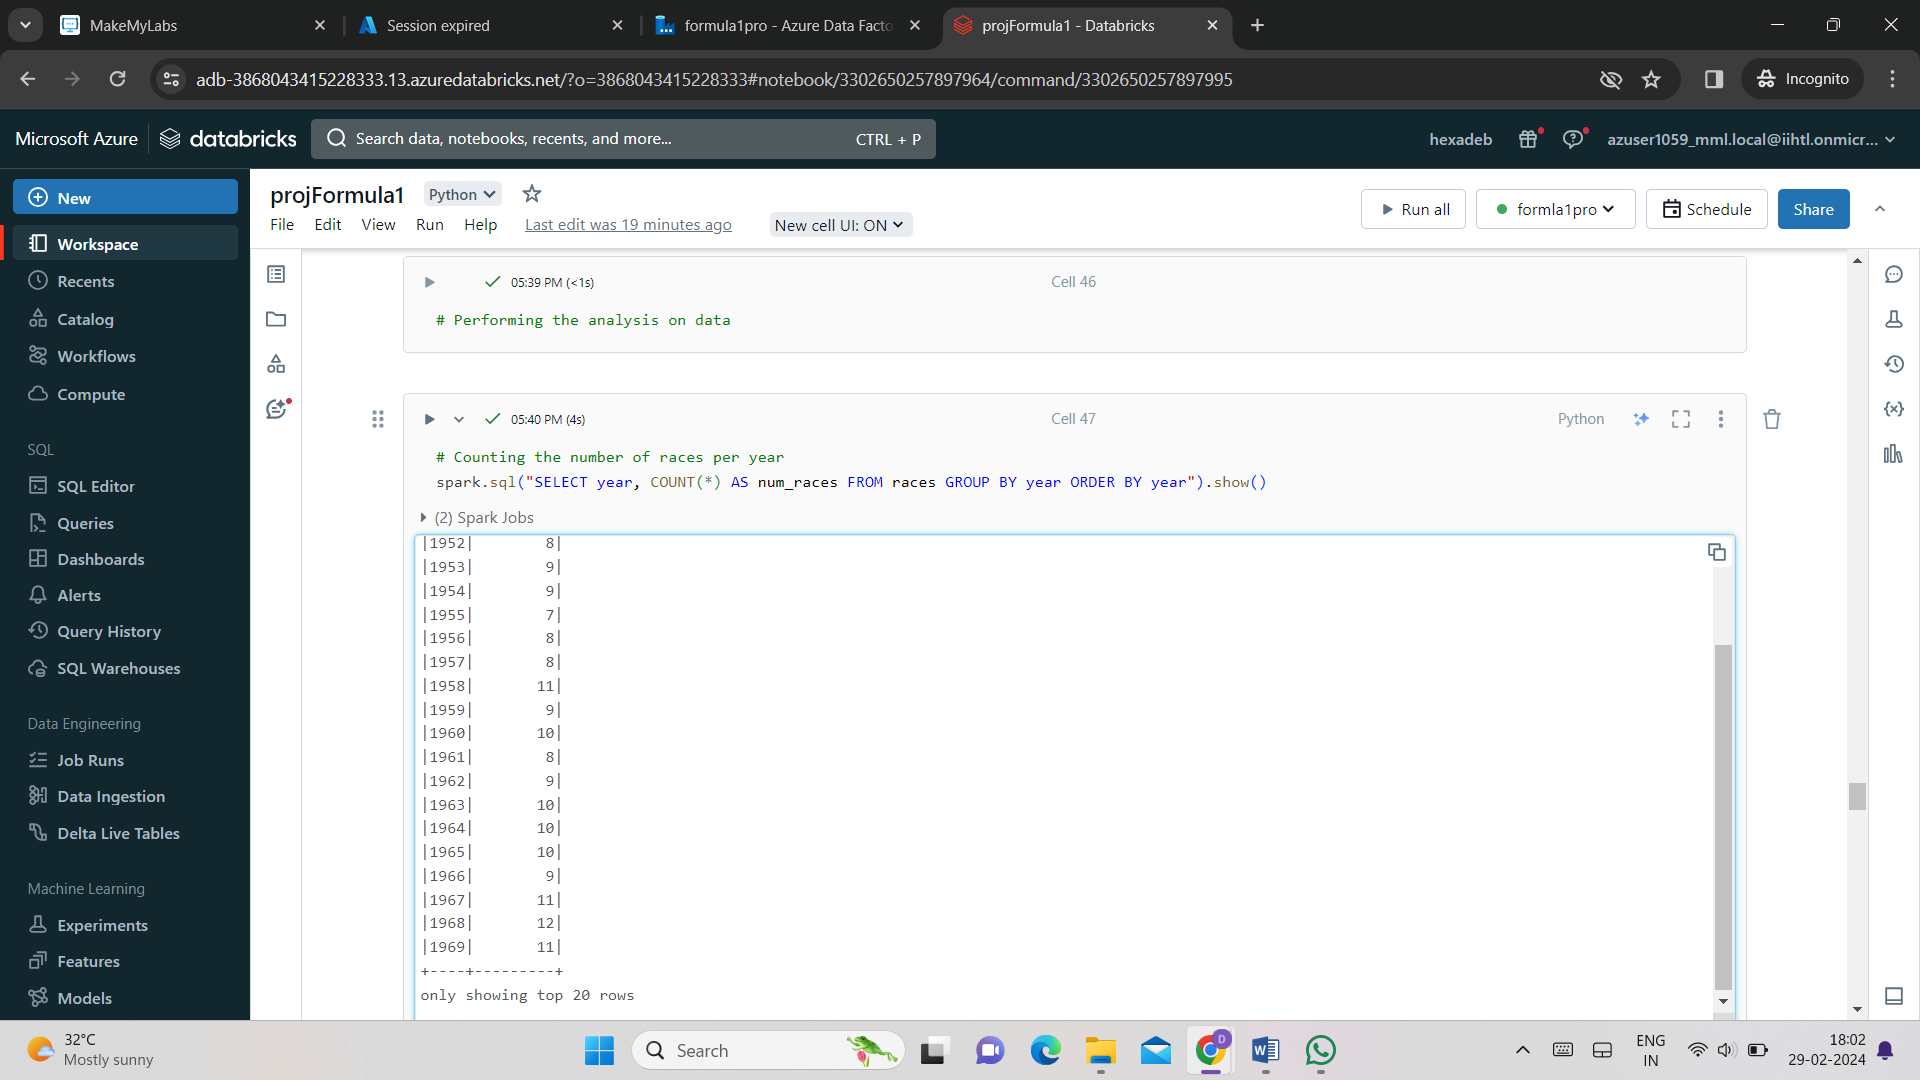 MakeMyLabs
Session expired
formula1pro - Azure Data Facto
projFormula1 - Databricks
adb-3868043415228333.13.azuredatabricks.net/?o=3868043415228333#notebook/3302650257897964/command/3302650257897995
Incognito
Microsoft Azure
databricks
Search data, notebooks, recents, and more...
CTRL + P
hexadeb
azuser1059_mml.local@iihtl.onmicr...
New
Workspace
Recents
Catalog
Workflows
Compute
SQL
SQL Editor
Queries
Dashboards
Alerts
Query History
SQL Warehouses
Data Engineering
Job Runs
Data Ingestion
Delta Live Tables
Machine Learning
Experiments
Features
Models
projFormula1
Python
File Edit View Run Help
Last edit was 19 minutes ago
New cell UI: ON
Run all
formla1pro
Schedule
Share
05:39 PM (<1s)
Cell 46
# Performing the analysis on data
05:40 PM (4s)
Cell 47
Python
# Counting the number of races per year
spark.sql("SELECT year, COUNT(*) AS num_races FROM races GROUP BY year ORDER BY year").show()
(2) Spark Jobs
|1952|        8|
|1953|        9|
|1954|        9|
|1955|        7|
|1956|        8|
|1957|        8|
|1958|       11|
|1959|        9|
|1960|       10|
|1961|        8|
|1962|        9|
|1963|       10|
|1964|       10|
|1965|       10|
|1966|        9|
|1967|       11|
|1968|       12|
|1969|       11|
+----+---------+
only showing top 20 rows
32°C
Mostly sunny
Search
D
ENG
IN
18:02
29-02-2024